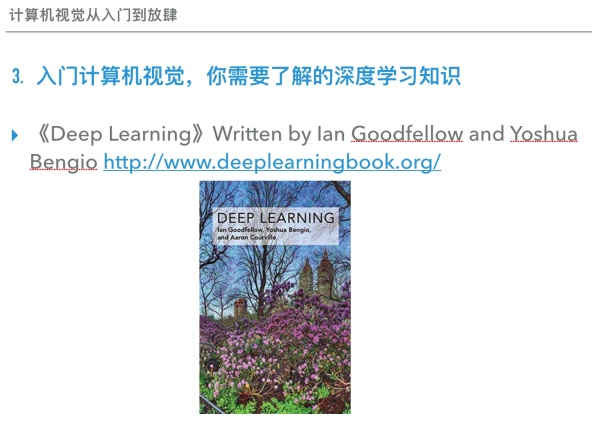 计算机视觉从入门到放肆
3. 入门计算机视觉，你需要了解的深度学习知识
《Deep Learning》Written by Ian Goodfellow and Yoshua
Bengio http://www.deeplearningbook.org/
DEEP LEARNING
Ian Goodfellow, Yoshua Bengio,
and Aaron Courville